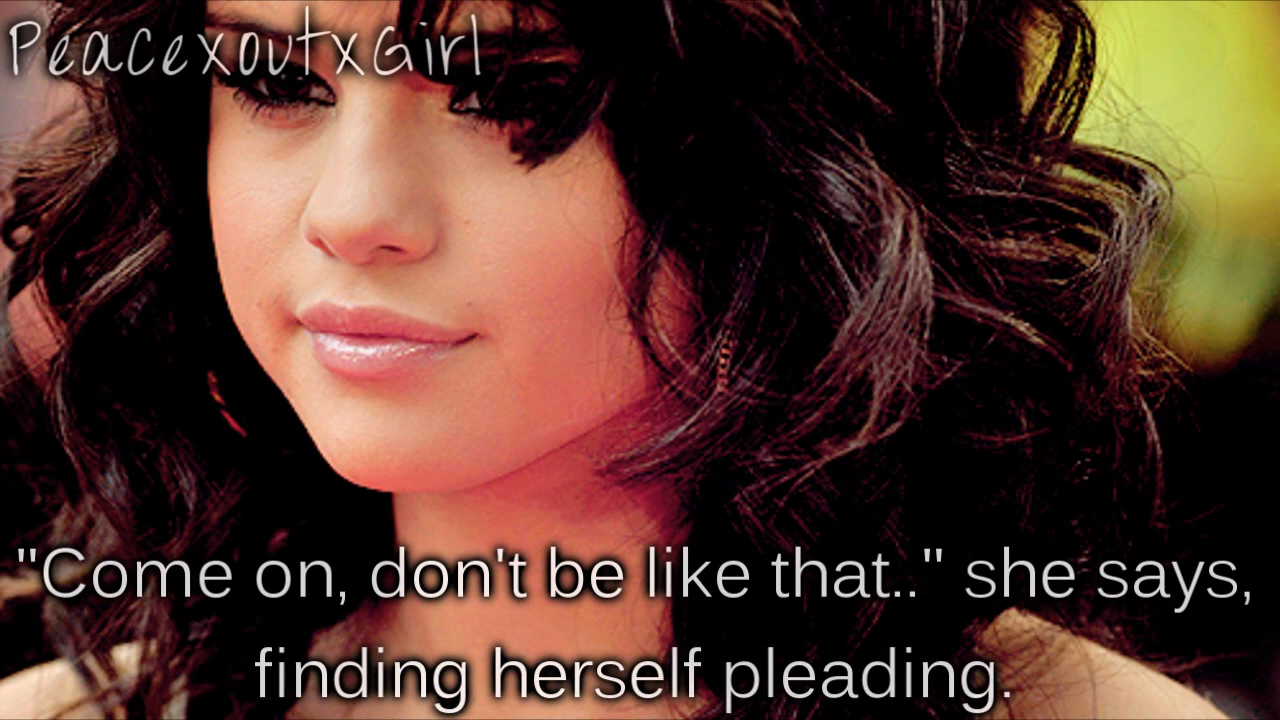 PeacexoutxGirl
"Come on, don't be like that.." she says,
finding herself pleading.